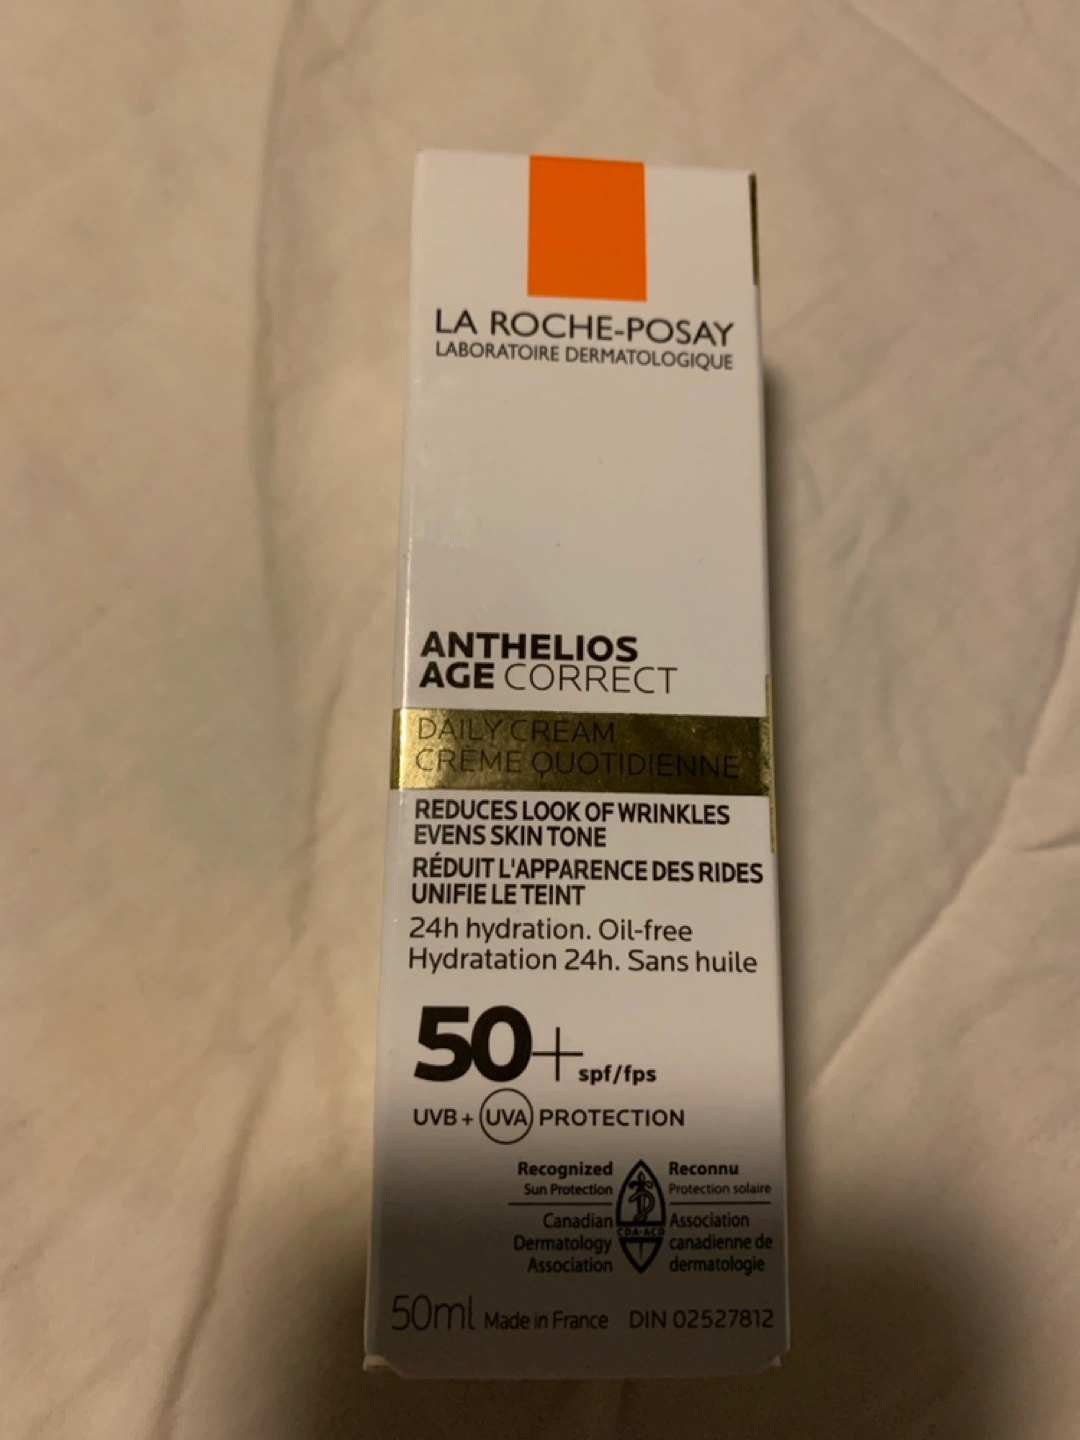 LA ROCHE-POSAY
LABORATOIRE DERMATOLOGIQUE
ANTHELIOS
AGE CORRECT
DAILY CREAM
CRÈME QUOTIDIENNE
REDUCES LOOK OF WRINKLES
EVENS SKIN TONE
RÉDUIT L'APPARENCE DES RIDES
UNIFIE LE TEINT
24h hydration. Oil-free
Hydratation 24h. Sans huile
50+ spf/fps
UVB + UVA PROTECTION
Recognized
Sun Protection
Canadian
Dermatology
Association
CDA-ACD
Reconnu
Protection solaire
Association
canadienne de
dermatologie
50ml Made in France DIN 02527812